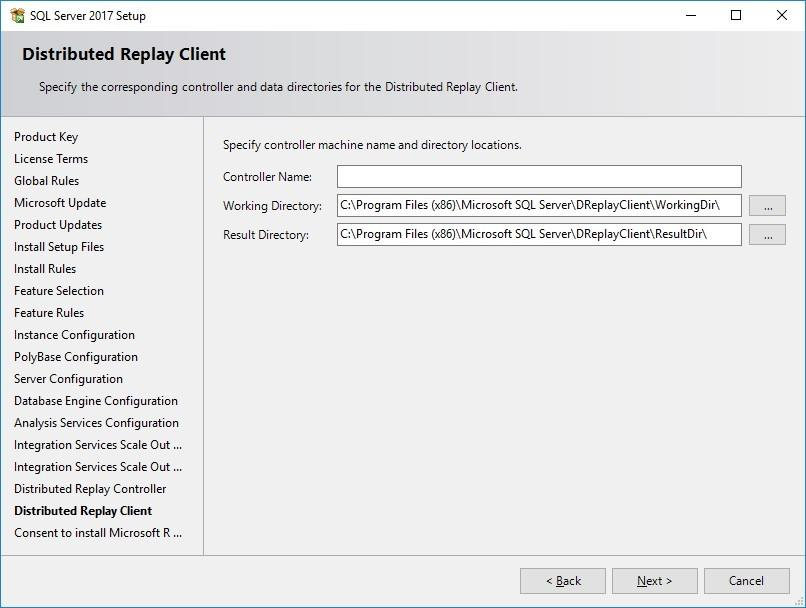 SQL Server 2017 Setup
Distributed Replay Client
Specify the corresponding controller and data directories for the Distributed Replay Client.
Product Key
License Terms
Global Rules
Microsoft Update
Product Updates
Install Setup Files
Install Rules
Feature Selection
Feature Rules
Instance Configuration
PolyBase Configuration
Server Configuration
Database Engine Configuration
Analysis Services Configuration
Integration Services Scale Out ...
Integration Services Scale Out ...
Distributed Replay Controller
Distributed Replay Client
Consent to install Microsoft R ...
Specify controller machine name and directory locations.
Controller Name:
Working Directory: C:\Program Files (x86)\Microsoft SQL Server\DReplayClient\WorkingDir\ ...
Result Directory: C:\Program Files (x86)\Microsoft SQL Server\DReplayClient\ResultDir\ ...
< Back Next > Cancel